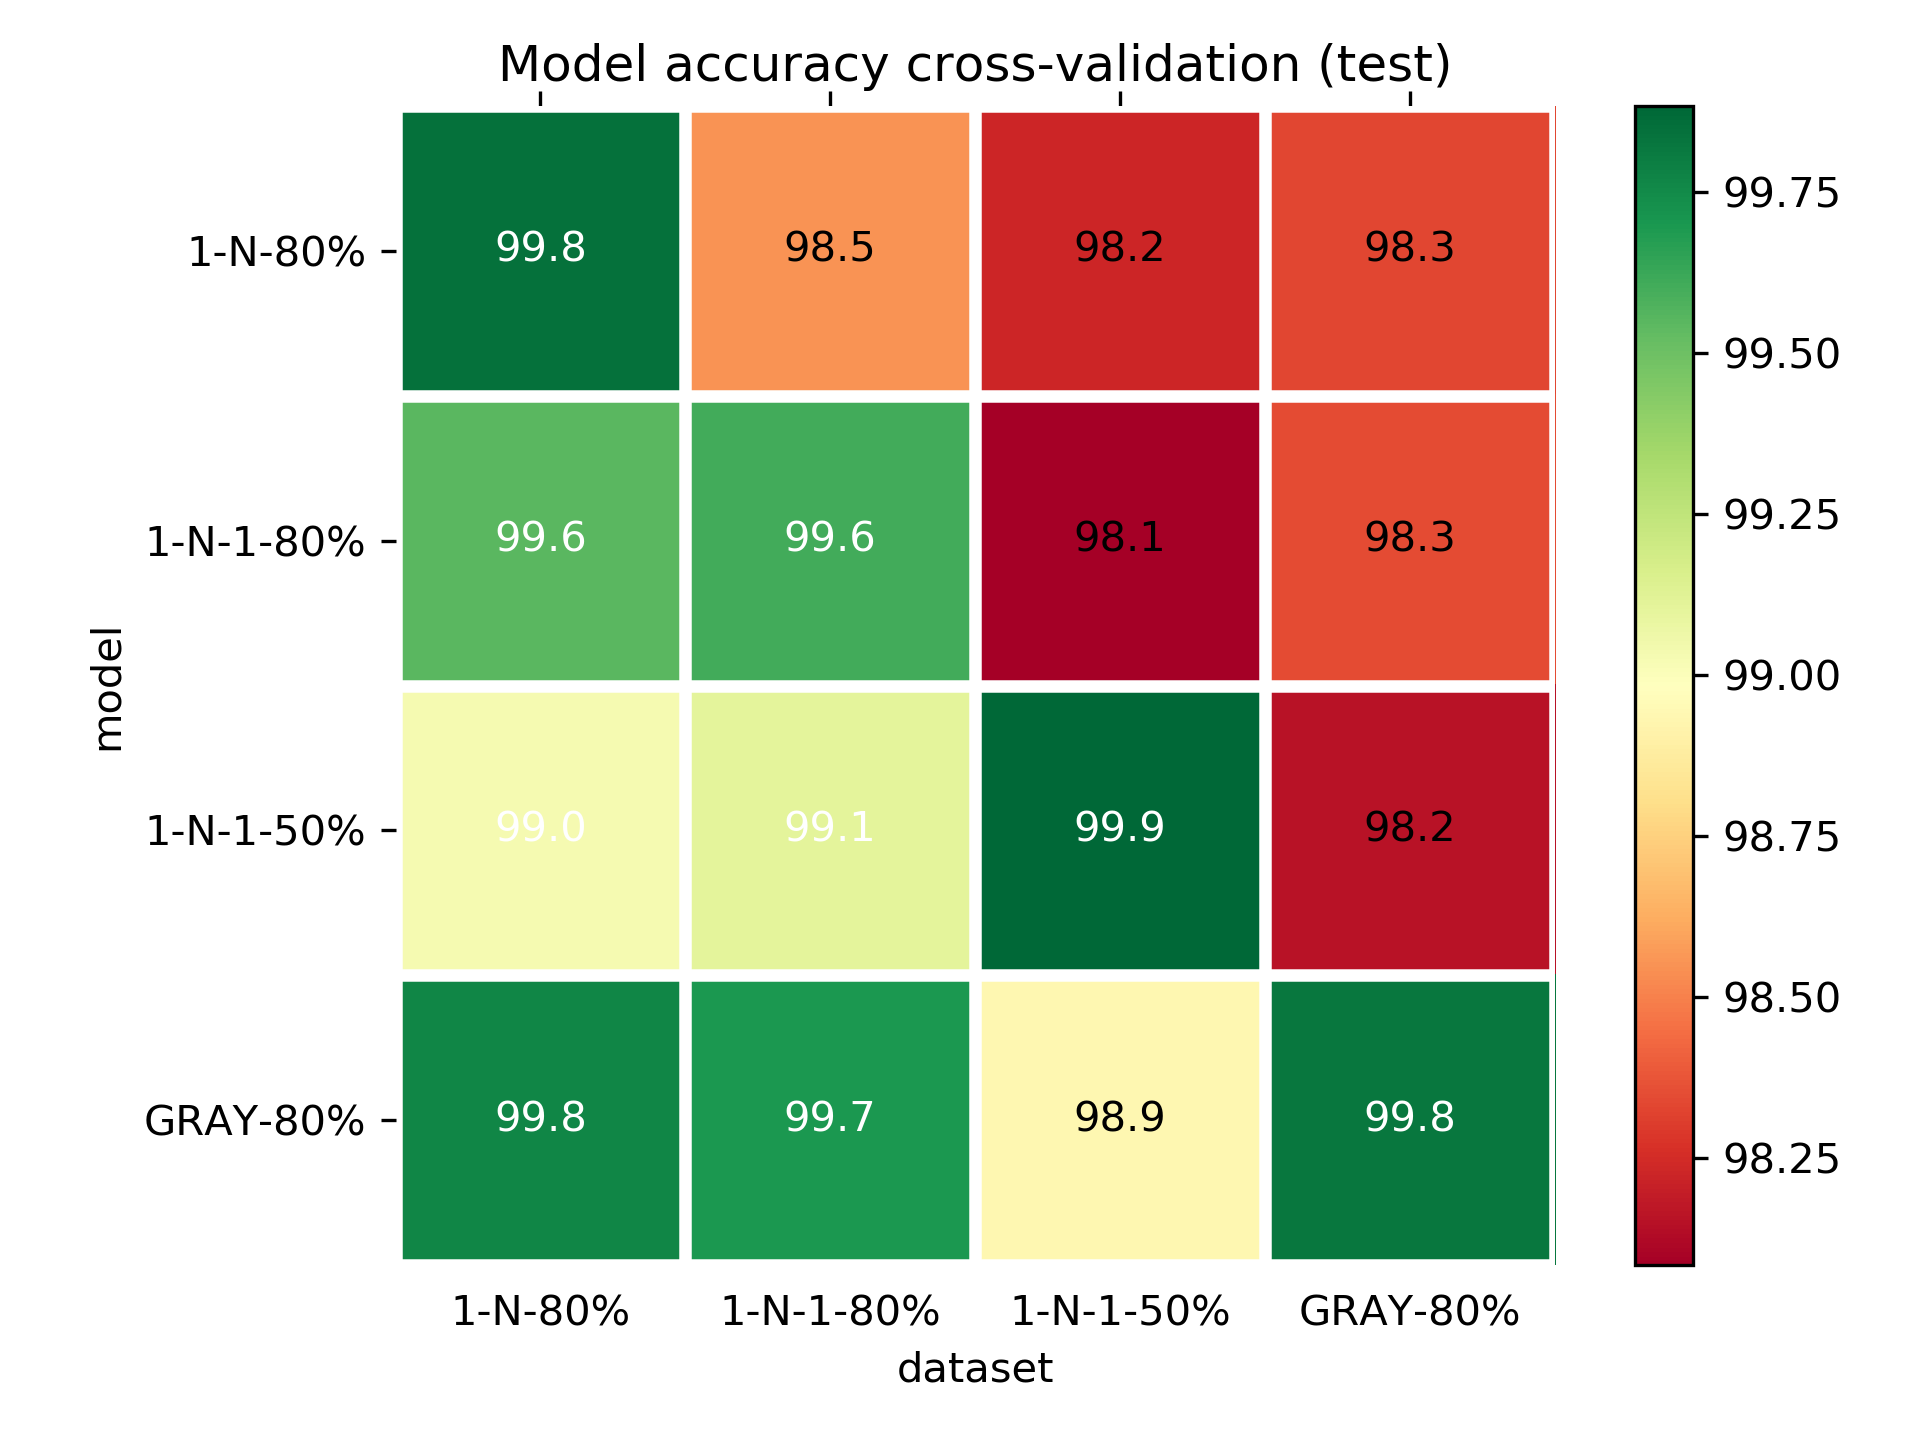 Model accuracy cross-validation (test)
1-N-80% 99.8 98.5 98.2 98.3
1-N-1-80% 99.6 99.6 98.1 98.3
1-N-1-50% 99.0 99.1 99.9 98.2
GRAY-80% 99.8 99.7 98.9 99.8
model
1-N-80% 1-N-1-80% 1-N-1-50% GRAY-80%
dataset
99.75
99.50
99.25
99.00
98.75
98.50
98.25